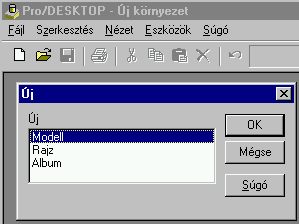 Pro/DESKTOP - Új környezet
Fájl Szerkesztés Nézet Eszközök Súgó
Új
Új
Modell
Rajz
Album
OK
Mégse
Súgó